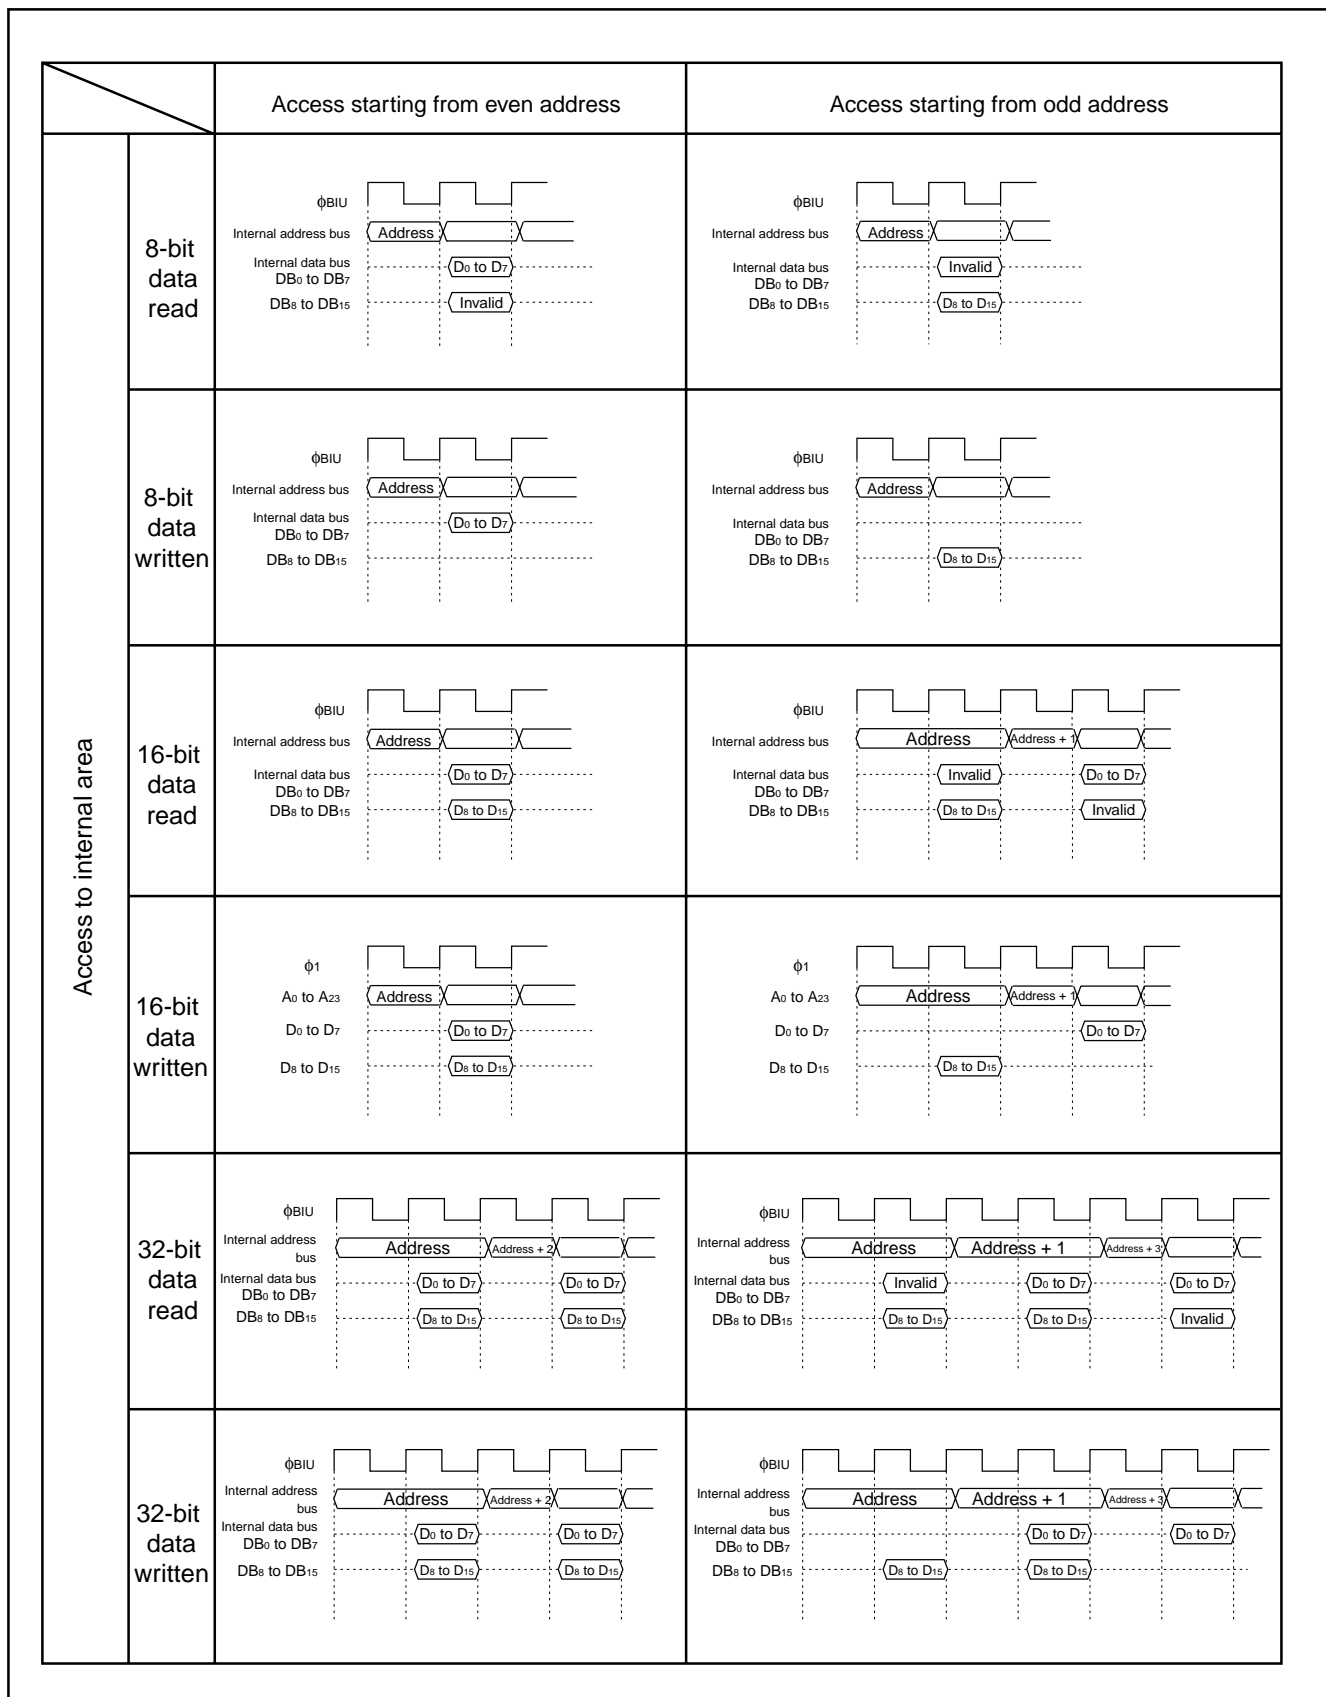 Access starting from even address
Access starting from odd address
Access to internal area
8-bit
data
read
ϕBIU
Internal address bus
Address
Internal data bus
DB0 to DB7
D0 to D7
DB8 to DB15
Invalid
ϕBIU
Internal address bus
Address
Internal data bus
DB0 to DB7
Invalid
DB8 to DB15
D8 to D15
8-bit
data
written
ϕBIU
Internal address bus
Address
Internal data bus
DB0 to DB7
D0 to D7
DB8 to DB15
ϕBIU
Internal address bus
Address
Internal data bus
DB0 to DB7
DB8 to DB15
D8 to D15
16-bit
data
read
ϕBIU
Internal address bus
Address
Internal data bus
DB0 to DB7
D0 to D7
DB8 to DB15
D8 to D15
ϕBIU
Internal address bus
Address Address + 1
Internal data bus
DB0 to DB7
Invalid D0 to D7
DB8 to DB15
D8 to D15 Invalid
16-bit
data
written
ϕ1
A0 to A23
Address
D0 to D7
D0 to D7
D8 to D15
D8 to D15
ϕ1
A0 to A23
Address Address + 1
D0 to D7
D0 to D7
D8 to D15
D8 to D15
32-bit
data
read
ϕBIU
Internal address
bus
Address Address + 2
Internal data bus
DB0 to DB7
D0 to D7 D0 to D7
DB8 to DB15
D8 to D15 D8 to D15
ϕBIU
Internal address
bus
Address Address + 1 Address + 3
Internal data bus
DB0 to DB7
Invalid D0 to D7 D0 to D7
DB8 to DB15
D8 to D15 D8 to D15 Invalid
32-bit
data
written
ϕBIU
Internal address
bus
Address Address + 2
Internal data bus
DB0 to DB7
D0 to D7 D0 to D7
DB8 to DB15
D8 to D15 D8 to D15
ϕBIU
Internal address
bus
Address Address + 1 Address + 3
Internal data bus
DB0 to DB7
D0 to D7 D0 to D7
DB8 to DB15
D8 to D15 D8 to D15